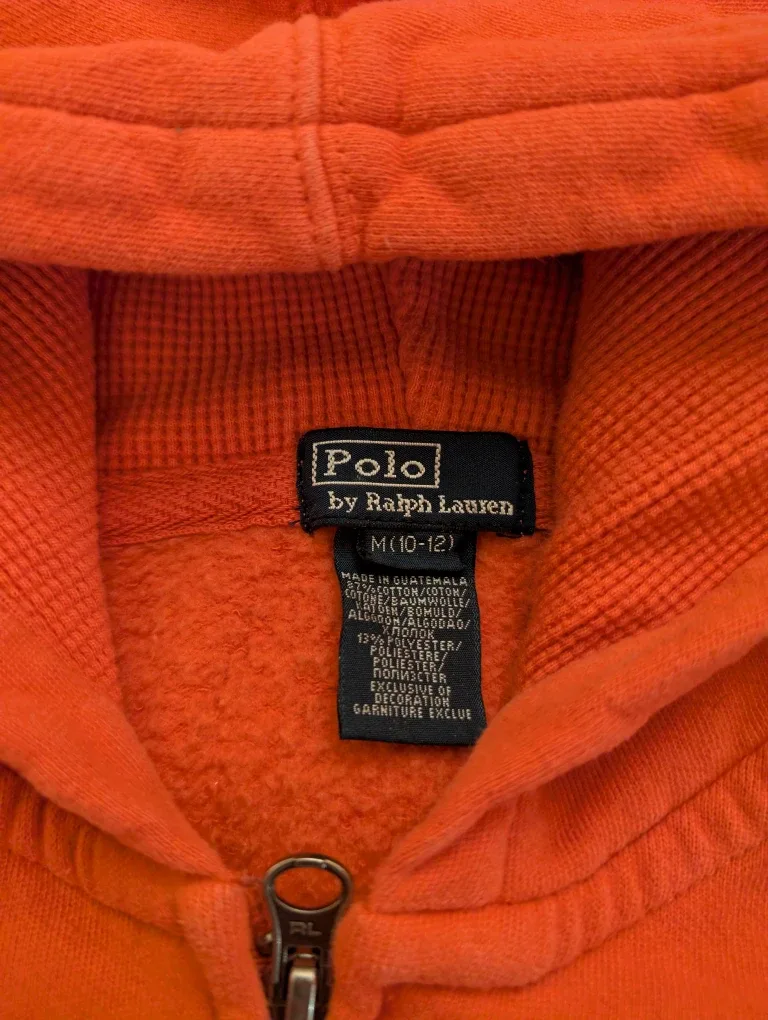 Polo
by Ralph Lauren
M(10-12)
MADE IN GUATEMALA
87%COTTON/COTON/
COTONE/BAUMWOLLE/
KATOEN/BOMULD/
ALGODON/ALGODAO/
ХЛОПОК
13% POLYESTER/
POLIESTERE/
POLIESTER/
ПОЛИЭСТЕР
EXCLUSIVE OF
DECORATION
GARNITURE EXCLUE
RL